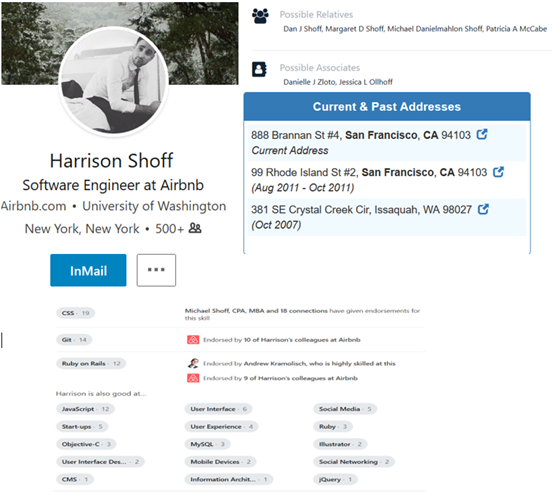 Harrison Shoff
Software Engineer at Airbnb
Airbnb.com • University of Washington
New York, New York • 500+
InMail
Possible Relatives
Dan J Shoff, Margaret D Shoff, Michael Danielmahlon Shoff, Patricia A McCabe
Possible Associates
Danielle J Zloto, Jessica L Ollhoff
Current & Past Addresses
888 Brannan St #4, San Francisco, CA 94103
Current Address
99 Rhode Island St #2, San Francisco, CA 94103
(Aug 2011 - Oct 2011)
381 SE Crystal Creek Cir, Issaquah, WA 98027
(Oct 2007)
CSS · 19 Michael Shoff, CPA, MBA and 18 connections have given endorsements for
this skill
Git · 14 Endorsed by 10 of Harrison's colleagues at Airbnb
Ruby on Rails · 12 Endorsed by Andrew Kramolisch, who is highly skilled at this
Endorsed by 9 of Harrison's colleagues at Airbnb
Harrison is also good at...
JavaScript · 12 User Interface · 6 Social Media · 5
Start-ups · 5 User Experience · 4 Ruby · 3
Objective-C · 3 MySQL · 3 Illustrator · 2
User Interface Des... · 2 Mobile Devices · 2 Social Networking · 2
CMS · 1 Information Archit... · 1 jQuery · 1